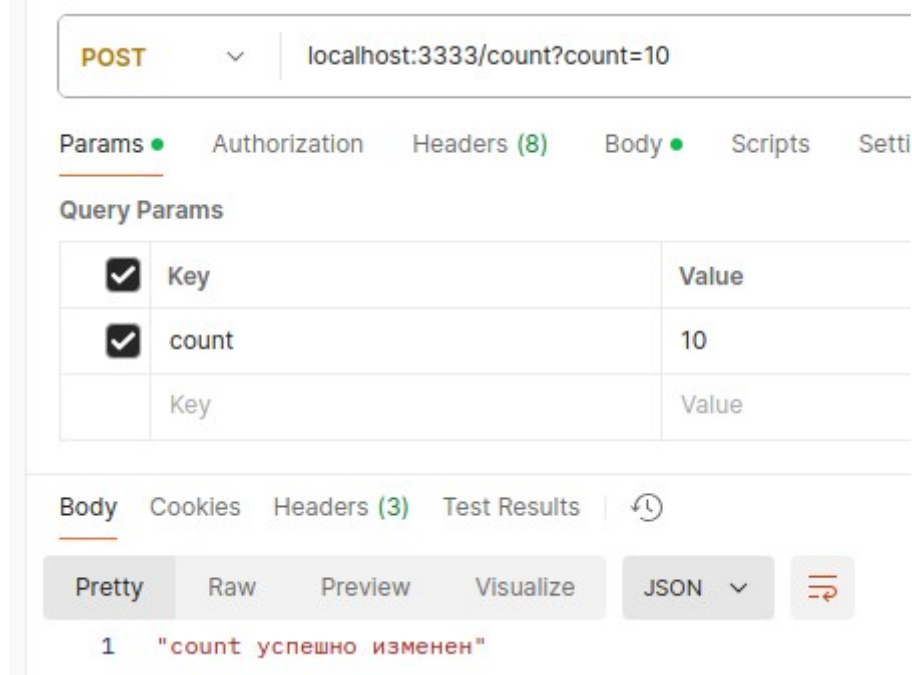 POST localhost:3333/count?count=10
Params Authorization Headers (8) Body Scripts Setti
Query Params
Key Value
count 10
Key Value
Body Cookies Headers (3) Test Results
Pretty Raw Preview Visualize JSON
1 "count успешно изменен"